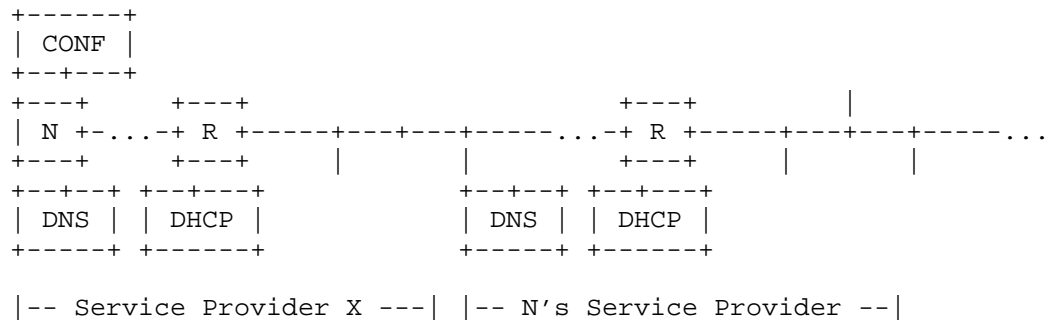 +------+
| CONF |
+--+---+
+---+     +---+                       +---+         |
| N +-...-+ R +-----+---+---+-----...-+ R +-----+---+---+-----...
+---+     +---+     |       |         +---+     |       |
+--+--+ +--+---+            +--+--+ +--+---+
| DNS | | DHCP |            | DNS | | DHCP |
+-----+ +------+            +-----+ +------+
|-- Service Provider X ---| |-- N's Service Provider --|